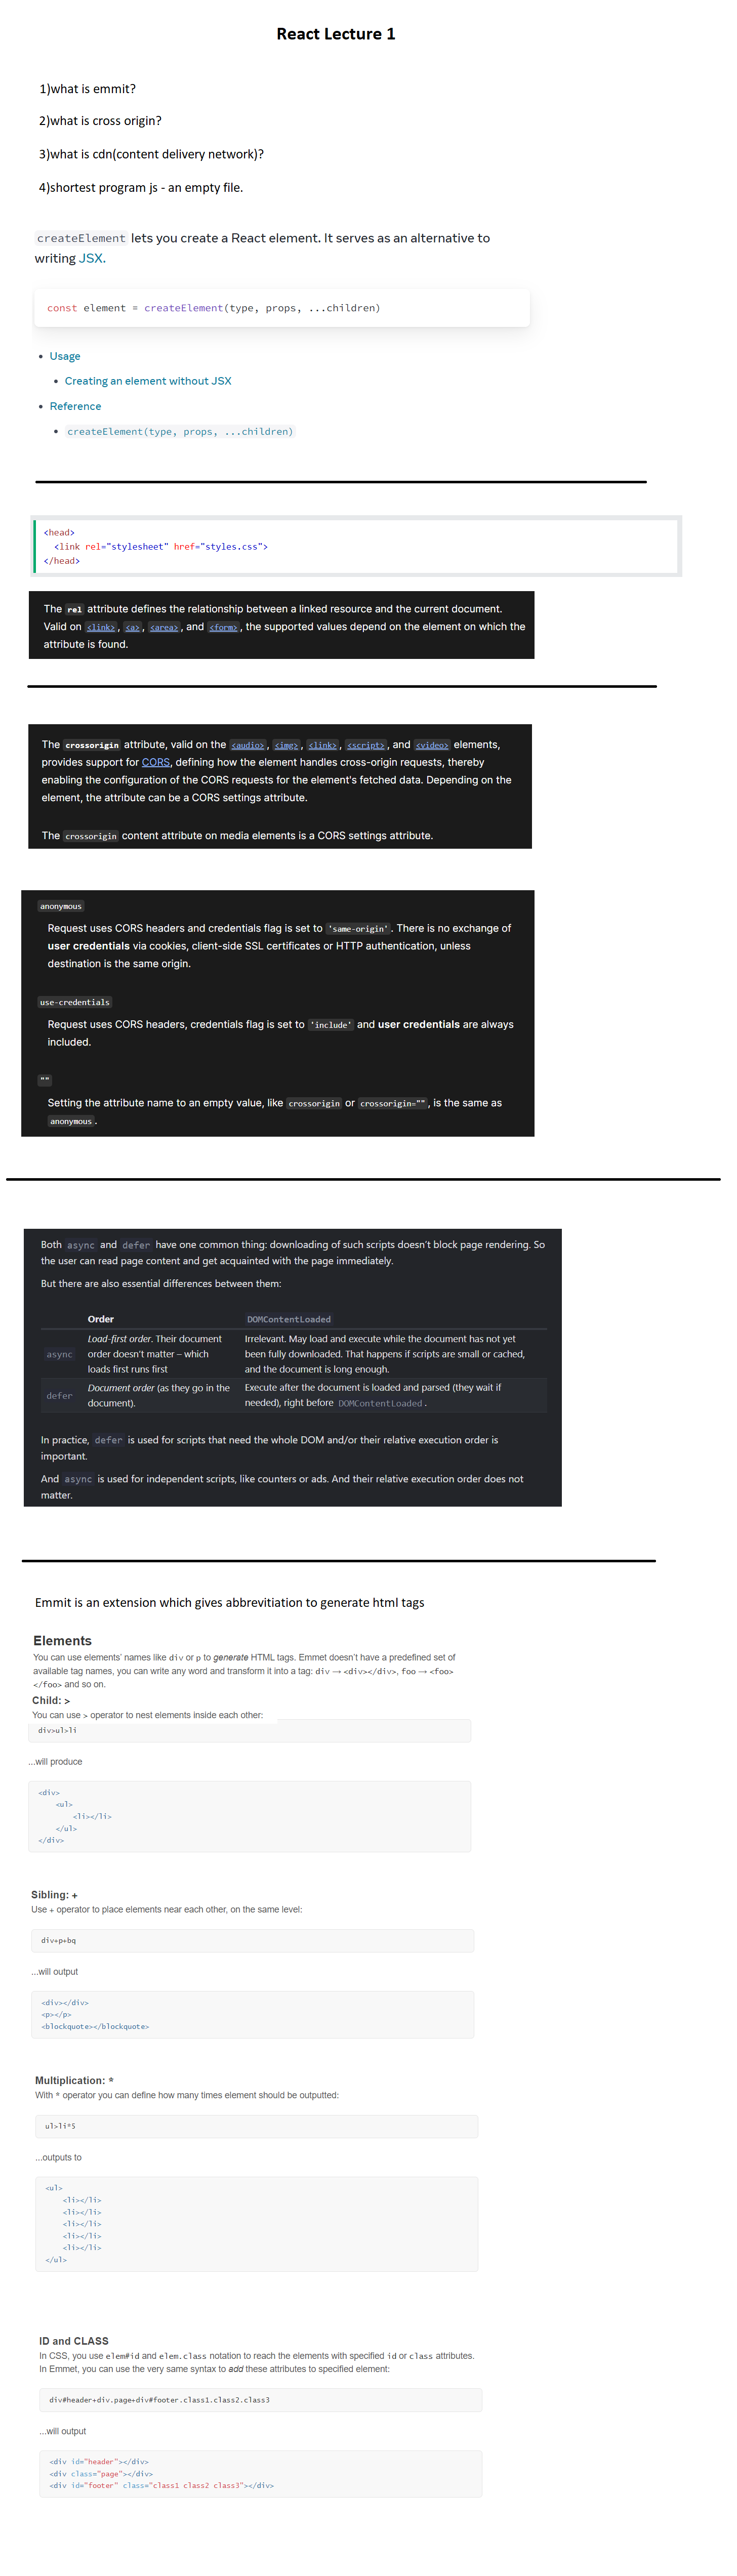 React Lecture 1
1)what is emmit?
2)what is cross origin?
3)what is cdn(content delivery network)?
4)shortest program js - an empty file.
createElement lets you create a React element. It serves as an alternative to
writing JSX.
const element = createElement(type, props, ...children)
• Usage
• Creating an element without JSX
• Reference
• createElement(type, props, ...children)
<head>
<link rel="stylesheet" href="styles.css">
</head>
The rel attribute defines the relationship between a linked resource and the current document.
Valid on <link>, <a>, <area>, and <form>, the supported values depend on the element on which the
attribute is found.
The crossorigin attribute, valid on the <audio>, <img>, <link>, <script>, and <video> elements,
provides support for CORS, defining how the element handles cross-origin requests, thereby
enabling the configuration of the CORS requests for the element's fetched data. Depending on the
element, the attribute can be a CORS settings attribute.
The crossorigin content attribute on media elements is a CORS settings attribute.
anonymous
Request uses CORS headers and credentials flag is set to 'same-origin'. There is no exchange of
user credentials via cookies, client-side SSL certificates or HTTP authentication, unless
destination is the same origin.
use-credentials
Request uses CORS headers, credentials flag is set to 'include' and user credentials are always
included.
""
Setting the attribute name to an empty value, like crossorigin or crossorigin="", is the same as
anonymous.
Both async and defer have one common thing: downloading of such scripts doesn't block page rendering. So
the user can read page content and get acquainted with the page immediately.
But there are also essential differences between them:
Order DOMContentLoaded
async Load-first order. Their document order doesn't matter – which loads first runs first Irrelevant. May load and execute while the document has not yet been fully downloaded. That happens if scripts are small or cached, and the document is long enough.
defer Document order (as they go in the document). Execute after the document is loaded and parsed (they wait if needed), right before DOMContentLoaded.
In practice, defer is used for scripts that need the whole DOM and/or their relative execution order is
important.
And async is used for independent scripts, like counters or ads. And their relative execution order does not
matter.
Emmit is an extension which gives abbrevitiation to generate html tags
Elements
You can use elements' names like div or p to generate HTML tags. Emmet doesn't have a predefined set of
available tag names, you can write any word and transform it into a tag: div → <div></div>, foo → <foo>
</foo> and so on.
Child: >
You can use > operator to nest elements inside each other:
div>ul>li
...will produce
<div>
<ul>
<li></li>
</ul>
</div>
Sibling: +
Use + operator to place elements near each other, on the same level:
div+p+bq
...will output
<div></div>
<p></p>
<blockquote></blockquote>
Multiplication: *
With * operator you can define how many times element should be outputted:
ul>li*5
...outputs to
<ul>
<li></li>
<li></li>
<li></li>
<li></li>
<li></li>
</ul>
ID and CLASS
In CSS, you use elem#id and elem.class notation to reach the elements with specified id or class attributes.
In Emmet, you can use the very same syntax to add these attributes to specified element:
div#header+div.page+div#footer.class1.class2.class3
...will output
<div id="header"></div>
<div class="page"></div>
<div id="footer" class="class1 class2 class3"></div>